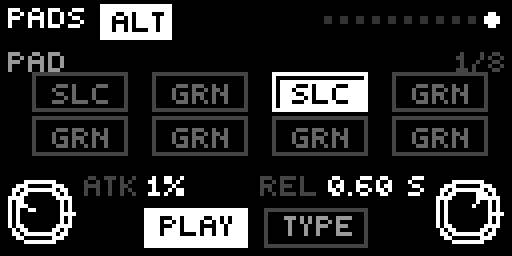 PADS ALT
PAD 1/8
SLC GRN SLC GRN
GRN GRN GRN GRN
ATK 1% REL 0.60 S
PLAY TYPE